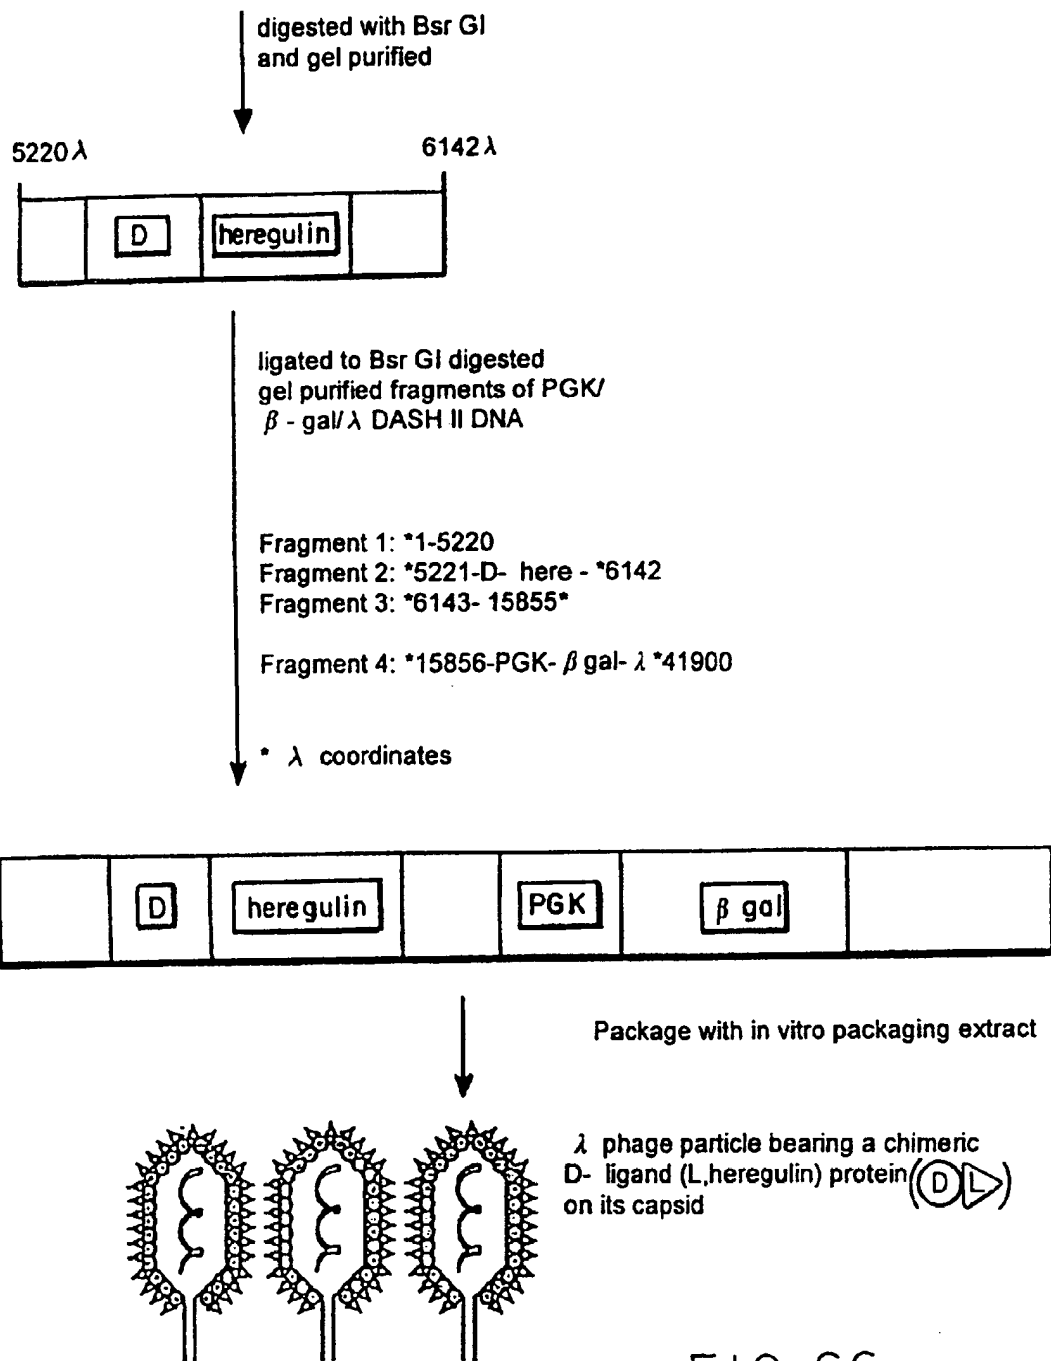 digested with Bsr GI
and gel purified
5220 λ
6142 λ
D
heregulin
ligated to Bsr GI digested
gel purified fragments of PGK/
β - gal/ λ DASH II DNA
Fragment 1: *1-5220
Fragment 2: *5221-D- here - *6142
Fragment 3: *6143- 15855*
Fragment 4: *15856-PGK- β gal- λ *41900
* λ coordinates
D
heregulin
PGK
β gal
Package with in vitro packaging extract
λ phage particle bearing a chimeric
D- ligand (L,heregulin) protein (D L)
on its capsid